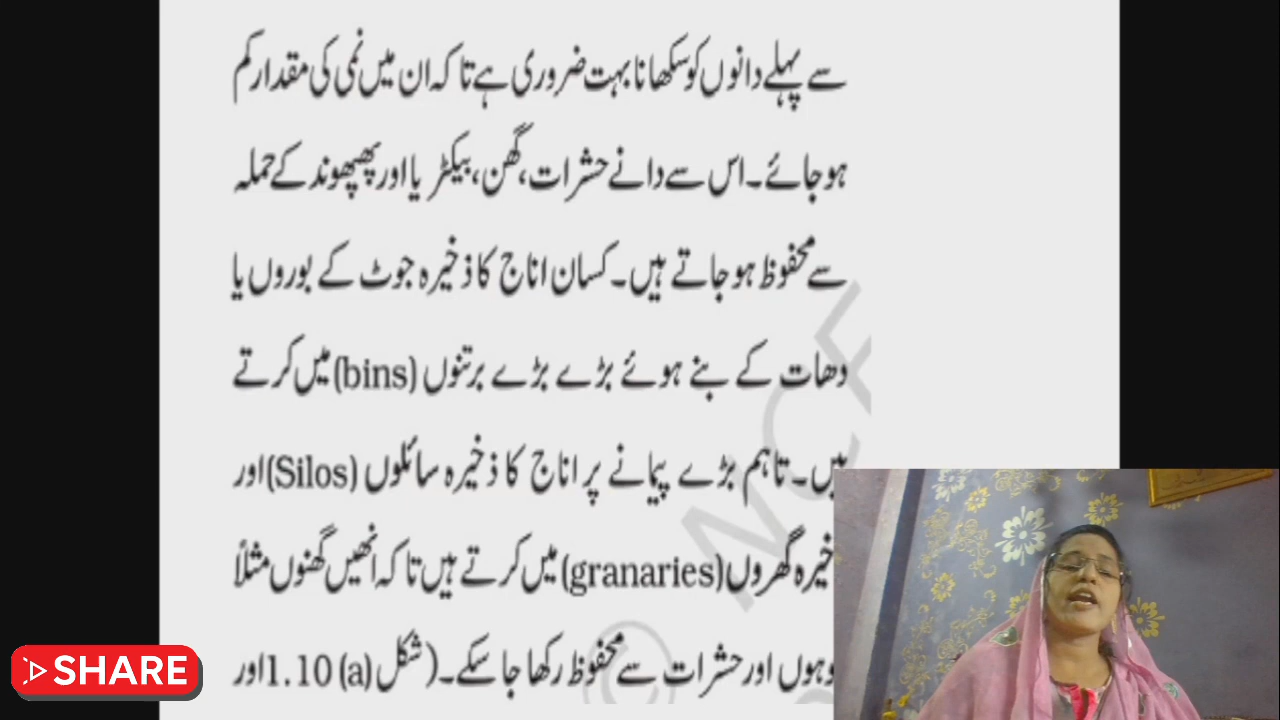 سے پہلے دانوں کو سکھانا بہت ضروری ہے تاکہ ان میں نمی کی مقدار کم
ہو جائے۔ اس سے دانے حشرات، گھن، بیکٹریا اور پھپھوند کے حملہ
سے محفوظ ہو جاتے ہیں۔ کسان اناج کا ذخیرہ جوٹ کے بوروں یا
دھات کے بنے ہوئے بڑے بڑے برتنوں (bins) میں کرتے
ہیں۔ تاہم بڑے پیمانے پر اناج کا ذخیرہ سائلوں (Silos) اور
خیرہ گھروں (granaries) میں کرتے ہیں تاکہ انھیں گھنوں مثلاً
وہوں اور حشرات سے محفوظ رکھا جا سکے۔ (شکل 1.10 (a) اور
© NCE
SHARE